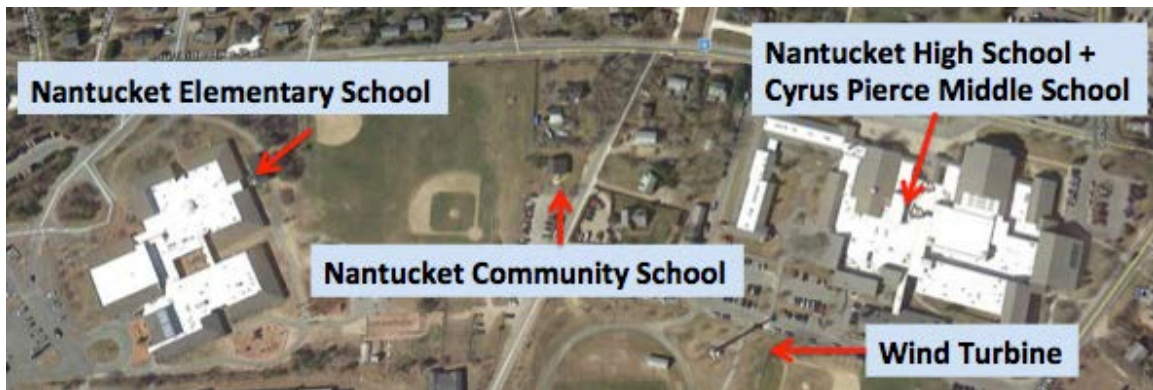 Nantucket High School +
Cyrus Pierce Middle School
Nantucket Elementary School
Nantucket Community School
Wind Turbine